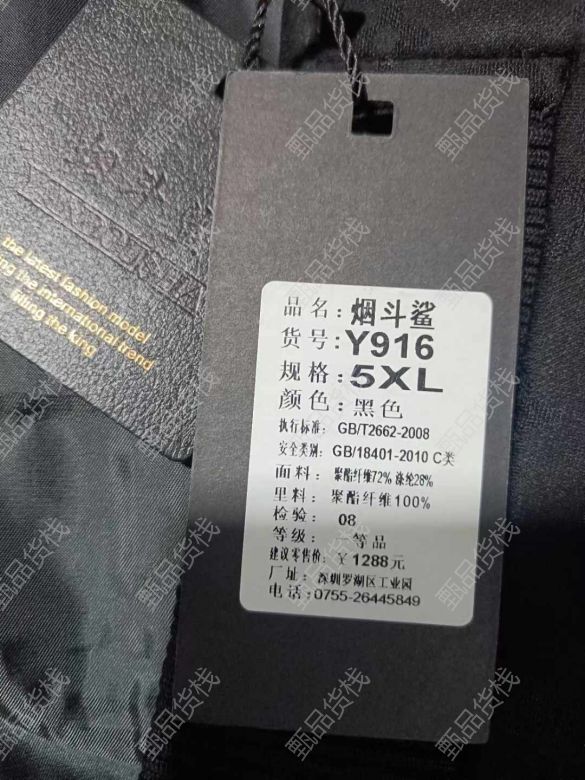 the latest fashion model
ing the international trend
filling the king
品名：烟斗鲨
货号：Y916
规格：5XL
颜色：黑色
执行标准：GB/T2662-2008
安全类别：GB/18401-2010 C类
面料：聚酯纤维72% 涤纶28%
里料：聚酯纤维100%
检验：08
等级：一等品
建议零售价：￥1288元
厂址：深圳罗湖区工业园
电话：0755-26445849
甄品货栈